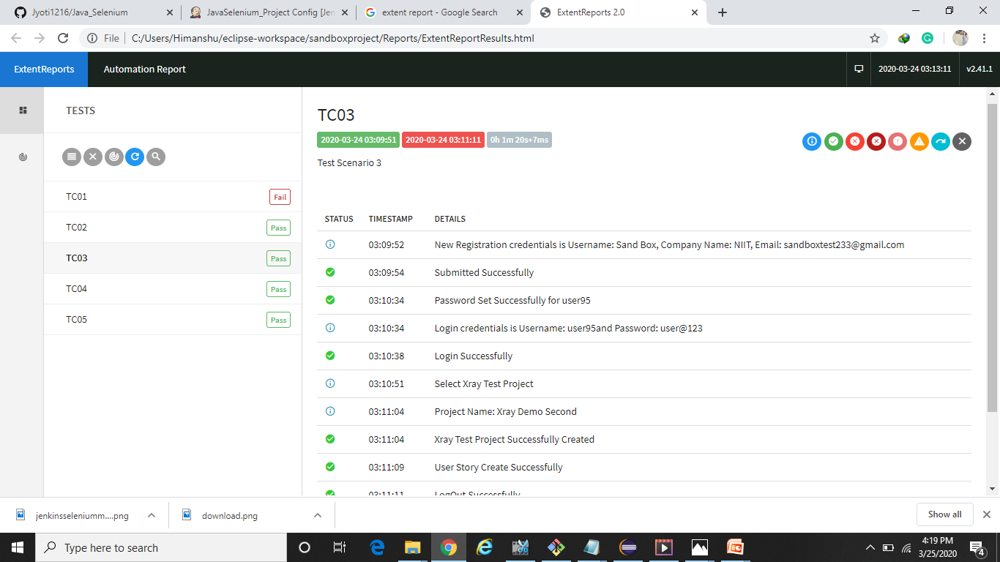 Jyoti1216/Java_Selenium
JavaSelenium_Project Config [Jen
extent report - Google Search
ExtentReports 2.0
File
C:/Users/Himanshu/eclipse-workspace/sandboxproject/Reports/ExtentReportResults.html
ExtentReports
Automation Report
2020-03-24 03:13:11
v2.41.1
TESTS
TC01 Fail
TC02 Pass
TC03 Pass
TC04 Pass
TC05 Pass
TC03
2020-03-24 03:09:51 2020-03-24 03:11:11 0h 1m 20s+7ms
Test Scenario 3
STATUS TIMESTAMP DETAILS
03:09:52 New Registration credentials is Username: Sand Box, Company Name: NIIT, Email: sandboxtest233@gmail.com
03:09:54 Submitted Successfully
03:10:34 Password Set Successfully for user95
03:10:34 Login credentials is Username: user95and Password: user@123
03:10:38 Login Successfully
03:10:51 Select Xray Test Project
03:11:04 Project Name: Xray Demo Second
03:11:04 Xray Test Project Successfully Created
03:11:09 User Story Create Successfully
03:11:11 LogOut Successfully
jenkinsseleniumm....png
download.png
Show all
Type here to search
4:19 PM
3/25/2020
4